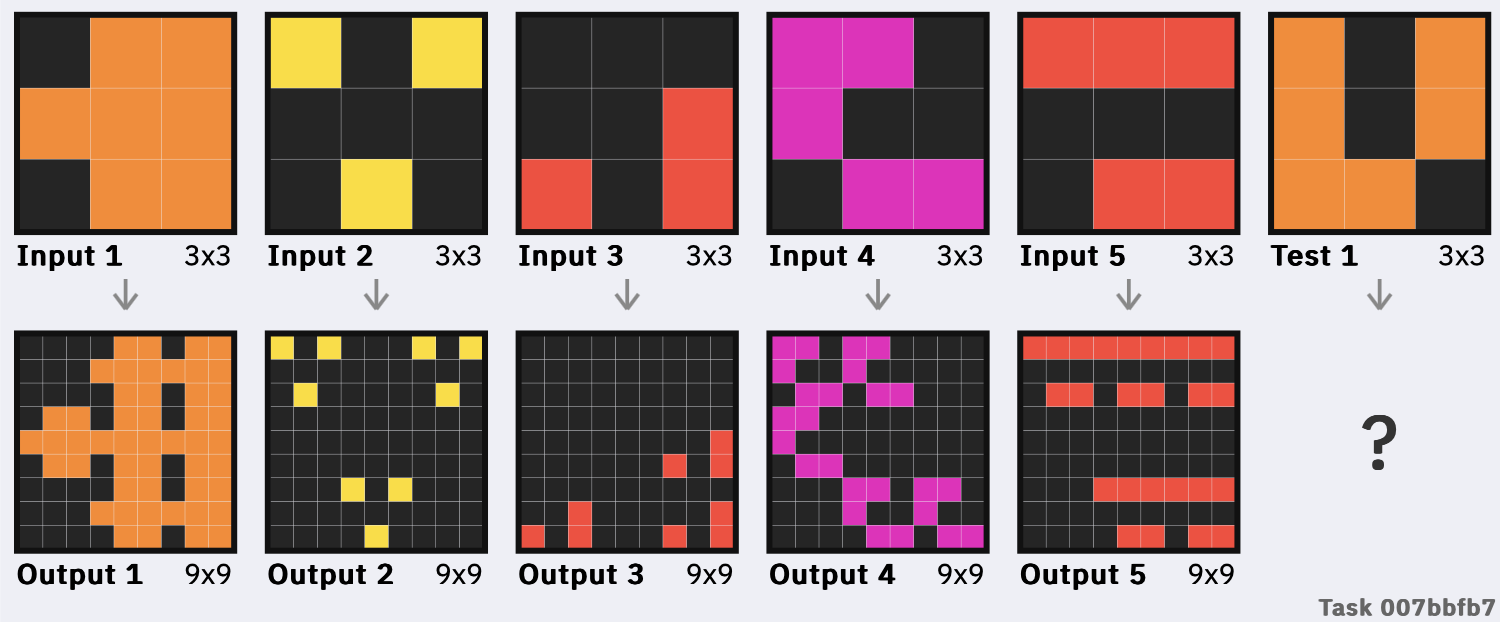 Input 1 3x3 Input 2 3x3 Input 3 3x3 Input 4 3x3 Input 5 3x3 Test 1 3x3
?
Output 1 9x9 Output 2 9x9 Output 3 9x9 Output 4 9x9 Output 5 9x9
Task 007bbfb7